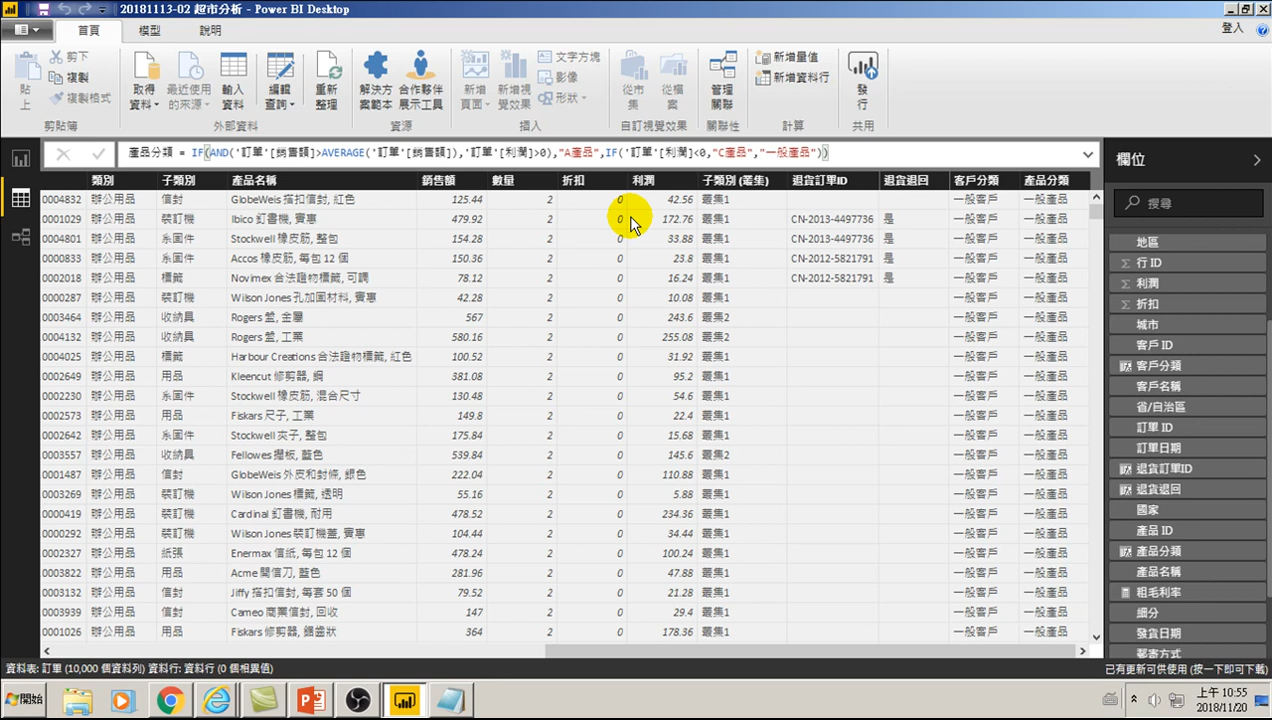 20181113-02 超市分析 - Power BI Desktop
首頁 模型 說明 登入
貼上 剪下 複製 複製格式 取得資料 最近使用的來源 輸入資料 編輯查詢 重新整理 解決方案範本 合作夥伴展示工具 新增頁面 新增視覺效果 文字方塊 影像 形狀 從市集 從檔案 管理關聯 新增量值 新增資料行 發行
剪貼簿 外部資料 資源 插入 自訂視覺效果 關聯性 計算 共用
產品分類 = IF(AND('訂單'[銷售額]>AVERAGE('訂單'[銷售額]),'訂單'[利潤]>0),"A產品",IF('訂單'[利潤]<0,"C產品","一般產品"))
類別 子類別 產品名稱 銷售額 數量 折扣 利潤 子類別 (叢集) 退貨訂單ID 退貨退回 客戶分類 產品分類
0004832 辦公用品 信封 GlobeWeis 搭扣信封, 紅色 125.44 2 0 42.56 叢集1 一般客戶 一般產品
0001029 辦公用品 裝訂機 Ibico 釘書機, 實惠 479.92 2 0 172.76 叢集1 CN-2013-4497736 是 一般客戶 一般產品
0004801 辦公用品 系固件 Stockwell 橡皮筋, 整包 154.28 2 0 33.88 叢集1 CN-2013-4497736 是 一般客戶 一般產品
0000833 辦公用品 系固件 Accos 橡皮筋, 每包 12 個 150.36 2 0 23.8 叢集1 CN-2012-5821791 是 一般客戶 一般產品
0002018 辦公用品 標籤 Novimex 合法證物標籤, 可調 78.12 2 0 16.24 叢集1 CN-2012-5821791 是 一般客戶 一般產品
0000287 辦公用品 裝訂機 Wilson Jones 孔加固材料, 實惠 42.28 2 0 10.08 叢集1 一般客戶 一般產品
0003464 辦公用品 收納具 Rogers 盒, 金屬 567 2 0 243.6 叢集2 一般客戶 一般產品
0004132 辦公用品 收納具 Rogers 盒, 工業 580.16 2 0 255.08 叢集2 一般客戶 一般產品
0004025 辦公用品 標籤 Harbour Creations 合法證物標籤, 紅色 100.52 2 0 31.92 叢集1 一般客戶 一般產品
0002649 辦公用品 用品 Kleencut 修剪器, 鋼 381.08 2 0 95.2 叢集1 一般客戶 一般產品
0002230 辦公用品 系固件 Stockwell 橡皮筋, 混合尺寸 130.48 2 0 54.6 叢集1 一般客戶 一般產品
0002573 辦公用品 用品 Fiskars 尺子, 工業 149.8 2 0 22.4 叢集1 一般客戶 一般產品
0002642 辦公用品 系固件 Stockwell 夾子, 整包 175.84 2 0 15.68 叢集1 一般客戶 一般產品
0003557 辦公用品 收納具 Fellowes 擱板, 藍色 539.84 2 0 145.6 叢集2 一般客戶 一般產品
0001487 辦公用品 信封 GlobeWeis 外皮和封條, 銀色 222.04 2 0 110.88 叢集1 一般客戶 一般產品
0003269 辦公用品 裝訂機 Wilson Jones 標籤, 透明 55.16 2 0 5.88 叢集1 一般客戶 一般產品
0000419 辦公用品 裝訂機 Cardinal 釘書機, 耐用 478.52 2 0 234.36 叢集1 一般客戶 一般產品
0000292 辦公用品 裝訂機 Wilson Jones 裝訂機蓋, 實惠 104.44 2 0 34.44 叢集1 一般客戶 一般產品
0002327 辦公用品 紙張 Enermax 信紙, 每包 12 個 478.24 2 0 100.24 叢集1 一般客戶 一般產品
0003822 辦公用品 用品 Acme 開信刀, 藍色 281.96 2 0 47.88 叢集1 一般客戶 一般產品
0003132 辦公用品 信封 Jiffy 搭扣信封, 每套 50 個 79.52 2 0 21.28 叢集1 一般客戶 一般產品
0003939 辦公用品 信封 Cameo 商業信封, 回收 147 2 0 29.4 叢集1 一般客戶 一般產品
0001026 辦公用品 用品 Fiskars 修剪器, 鋸齒狀 364 2 0 178.36 叢集1 一般客戶 一般產品
欄位
搜尋
地區
行 ID
利潤
折扣
城市
客戶 ID
客戶分類
客戶名稱
省/自治區
訂單 ID
訂單日期
退貨訂單ID
退貨退回
國家
產品 ID
產品分類
產品名稱
粗毛利率
細分
發貨日期
郵寄方式
資料表: 訂單 (10,000 個資料列) 資料行: 資料行 (0 個相異值) 已有更新可供使用 (按一下即可下載)
開始 上午 10:55
2018/11/20